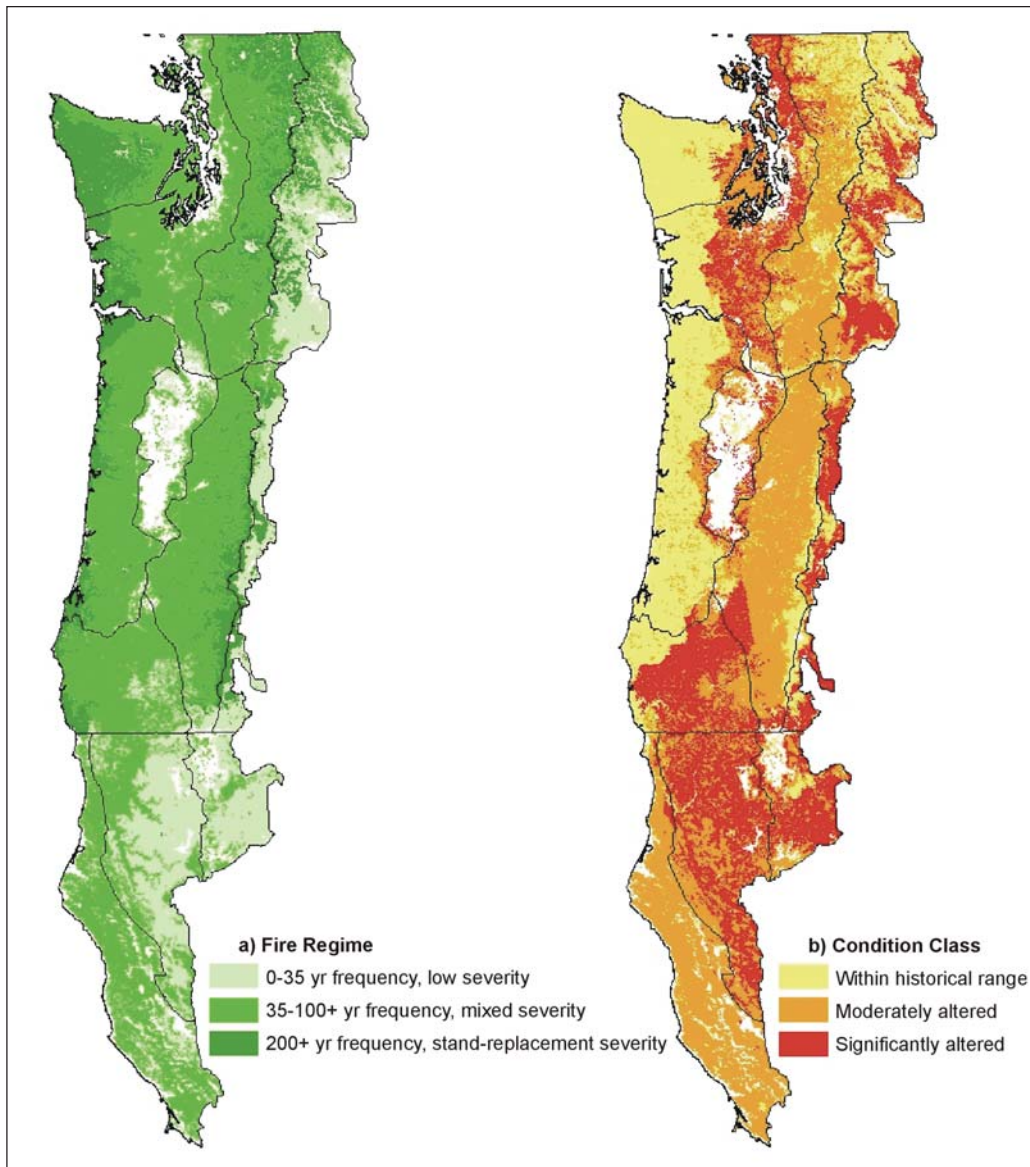 a) Fire Regime
0-35 yr frequency, low severity
35-100+ yr frequency, mixed severity
200+ yr frequency, stand-replacement severity
b) Condition Class
Within historical range
Moderately altered
Significantly altered